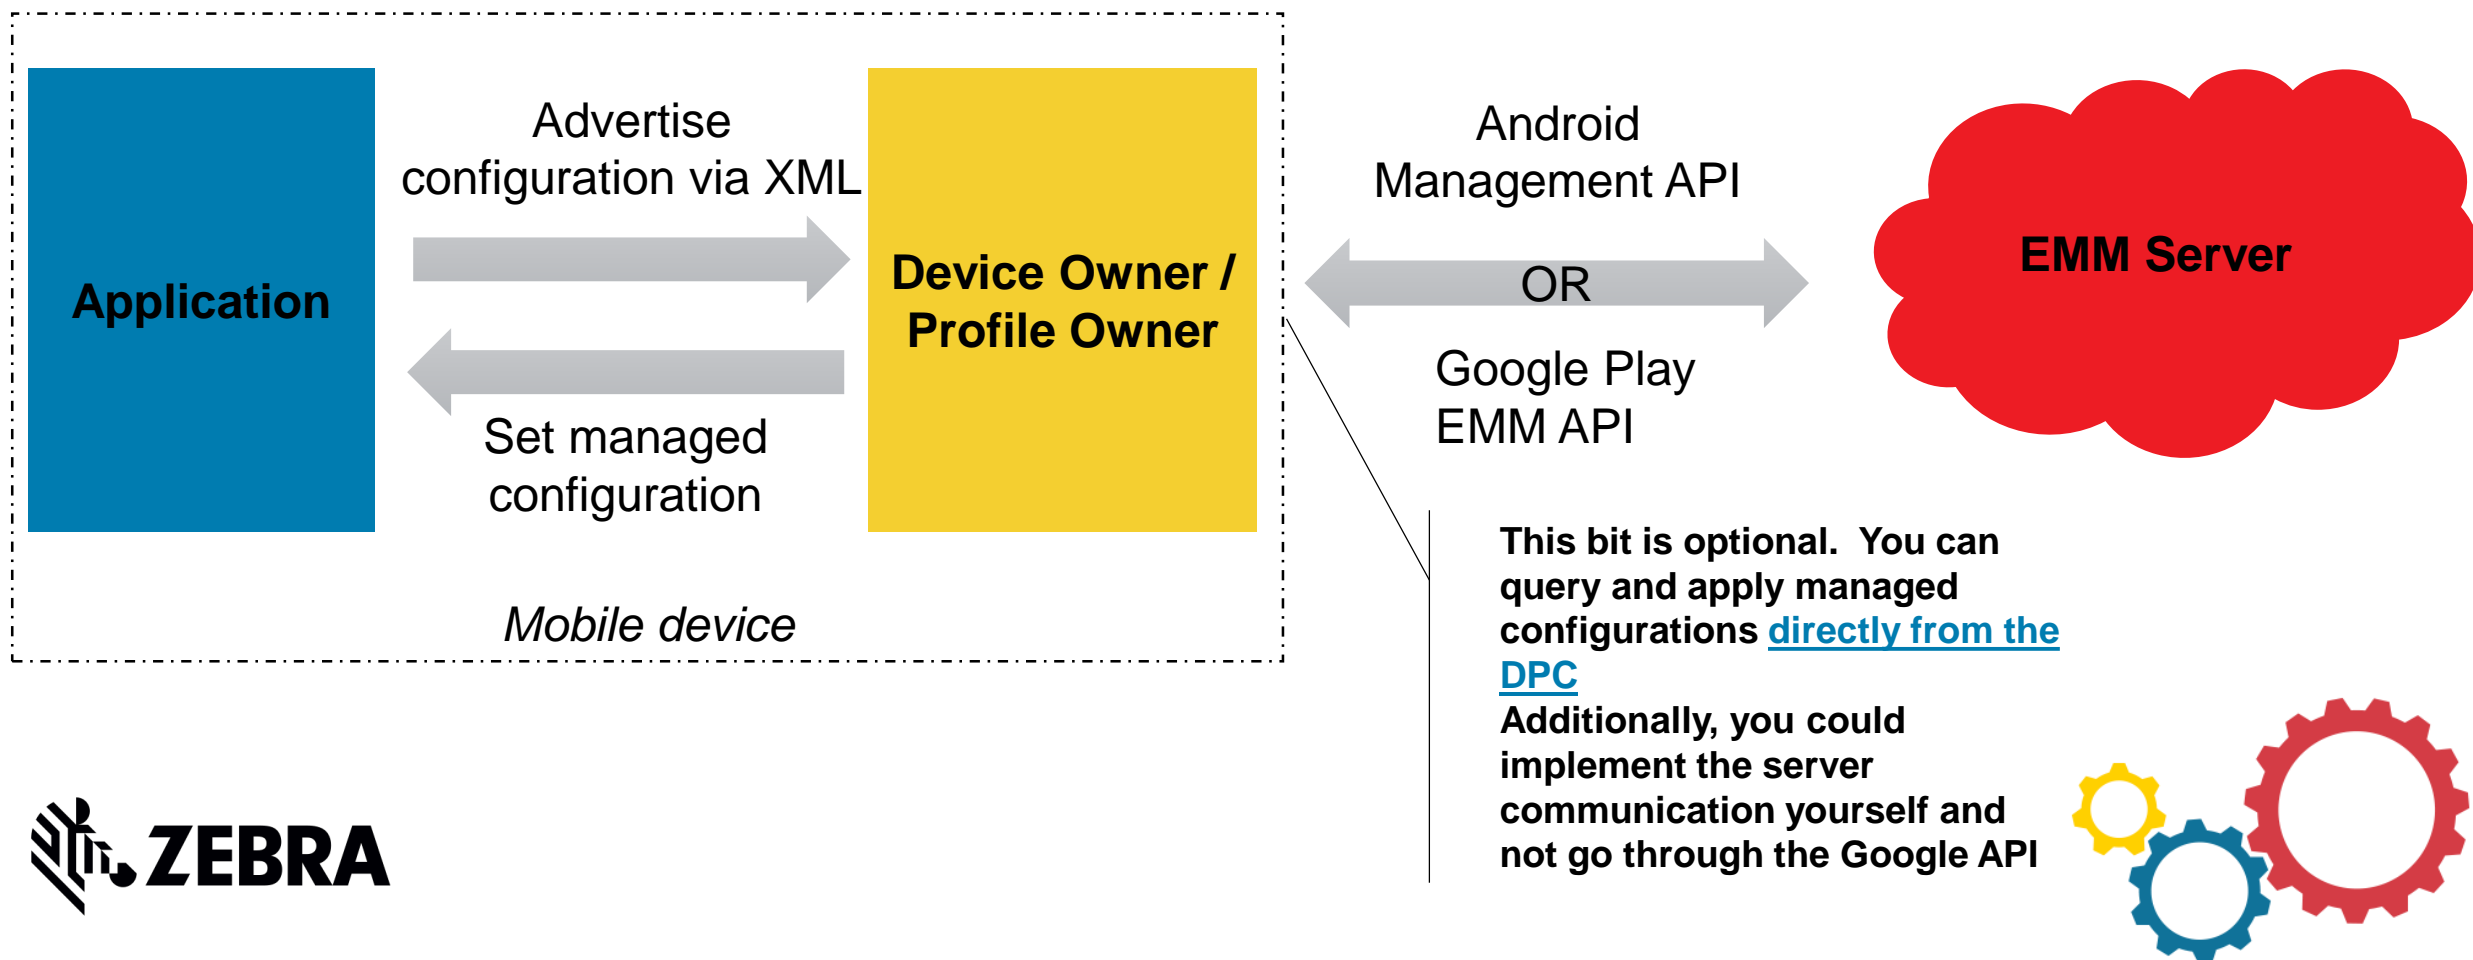 Application
Advertise
configuration via XML
Set managed
configuration
Device Owner /
Profile Owner
Mobile device
Android
Management API
OR
Google Play
EMM API
EMM Server
This bit is optional.  You can
query and apply managed
configurations directly from the
DPC
Additionally, you could
implement the server
communication yourself and
not go through the Google API
ZEBRA